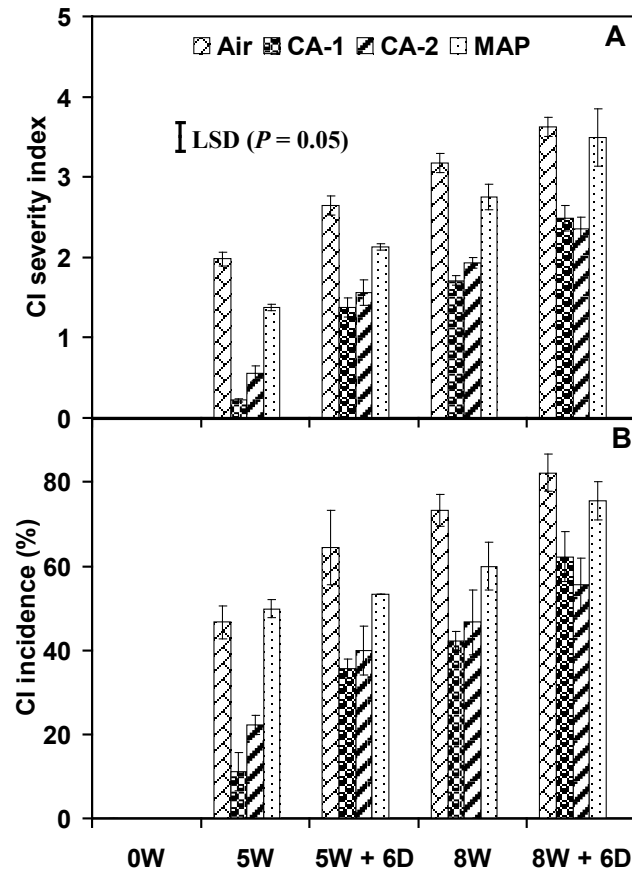 5
Air CA-1 CA-2 MAP A
4
LSD (P = 0.05)
3
2
1
0
CI severity index
B
80
60
40
20
0
CI incidence (%)
0W 5W 5W + 6D 8W 8W + 6D